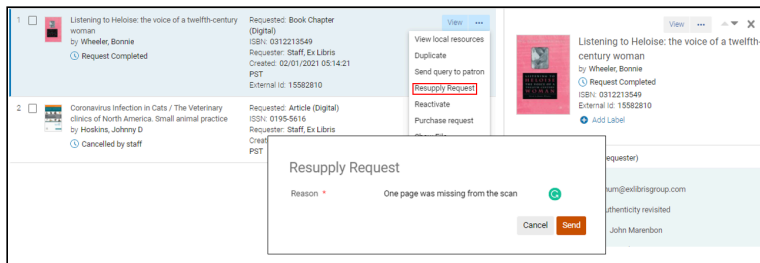 1
Listening to Heloise: the voice of a twelfth-century
woman
by Wheeler, Bonnie
Request Completed
Requested: Book Chapter
(Digital)
ISBN: 0312213549
Requester: Staff, Ex Libris
Created: 02/01/2021 05:14:21
PST
External Id: 15582810
View
View local resources
Duplicate
Send query to patron
Resupply Request
Reactivate
Purchase request
2
Coronavirus Infection in Cats / The Veterinary
clinics of North America. Small animal practice
by Hoskins, Johnny D
Cancelled by staff
Requested: Article (Digital)
ISSN: 0195-5616
Requester: Staff, Ex Libris
PST
Resupply Request
Reason *
One page was missing from the scan
Cancel
Send
View
Listening to Heloise: the voice of a twelfth-
century woman
by Wheeler, Bonnie
Request Completed
ISBN: 0312213549
External Id: 15582810
Add Label
equester)
num@exlibrisgroup.com
uthenticity revisited
John Marenbon